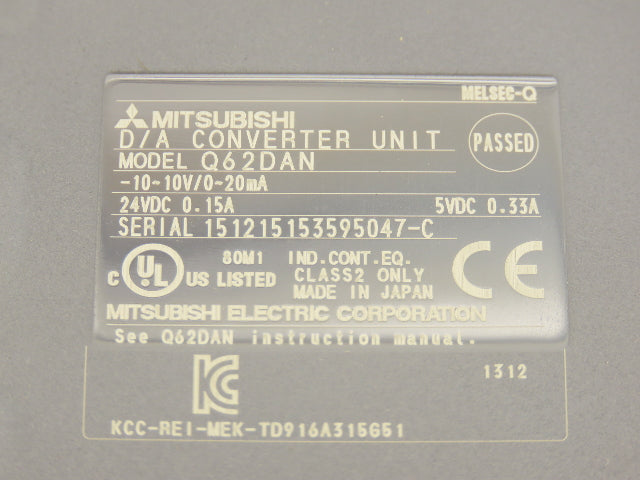 MELSEC-Q
MITSUBISHI
D/A CONVERTER UNIT
PASSED
MODEL Q62DAN
-10~10V/0~20mA
24VDC 0.15A 5VDC 0.33A
SERIAL 151215153595047-C
C UL US LISTED
80M1 IND.CONT.EQ.
CLASS2 ONLY
MADE IN JAPAN
CE
MITSUBISHI ELECTRIC CORPORATION
See Q62DAN instruction manual.
KC
1312
KCC-REI-MEK-TD916A315G51